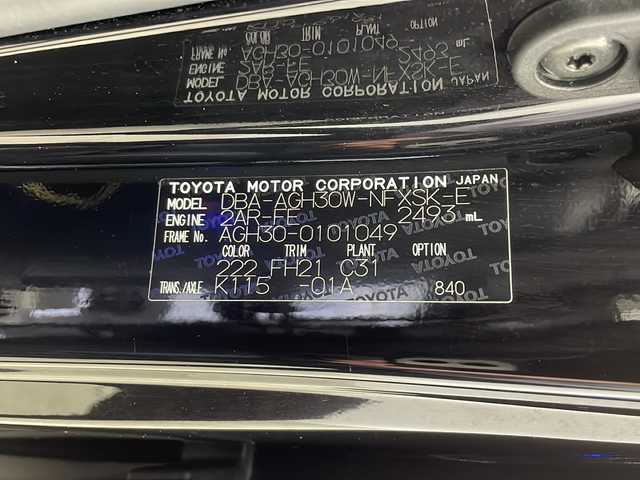 TOYOTA MOTOR CORPORATION JAPAN
MODEL DBA-AGH30W-NFXSK-E
ENGINE 2AR-FE 2493 mL
FRAME NO. AGH30-0101049
COLOR TRIM PLANT OPTION
222 FH21 C31
TRANS./AXLE K115 -01A 840